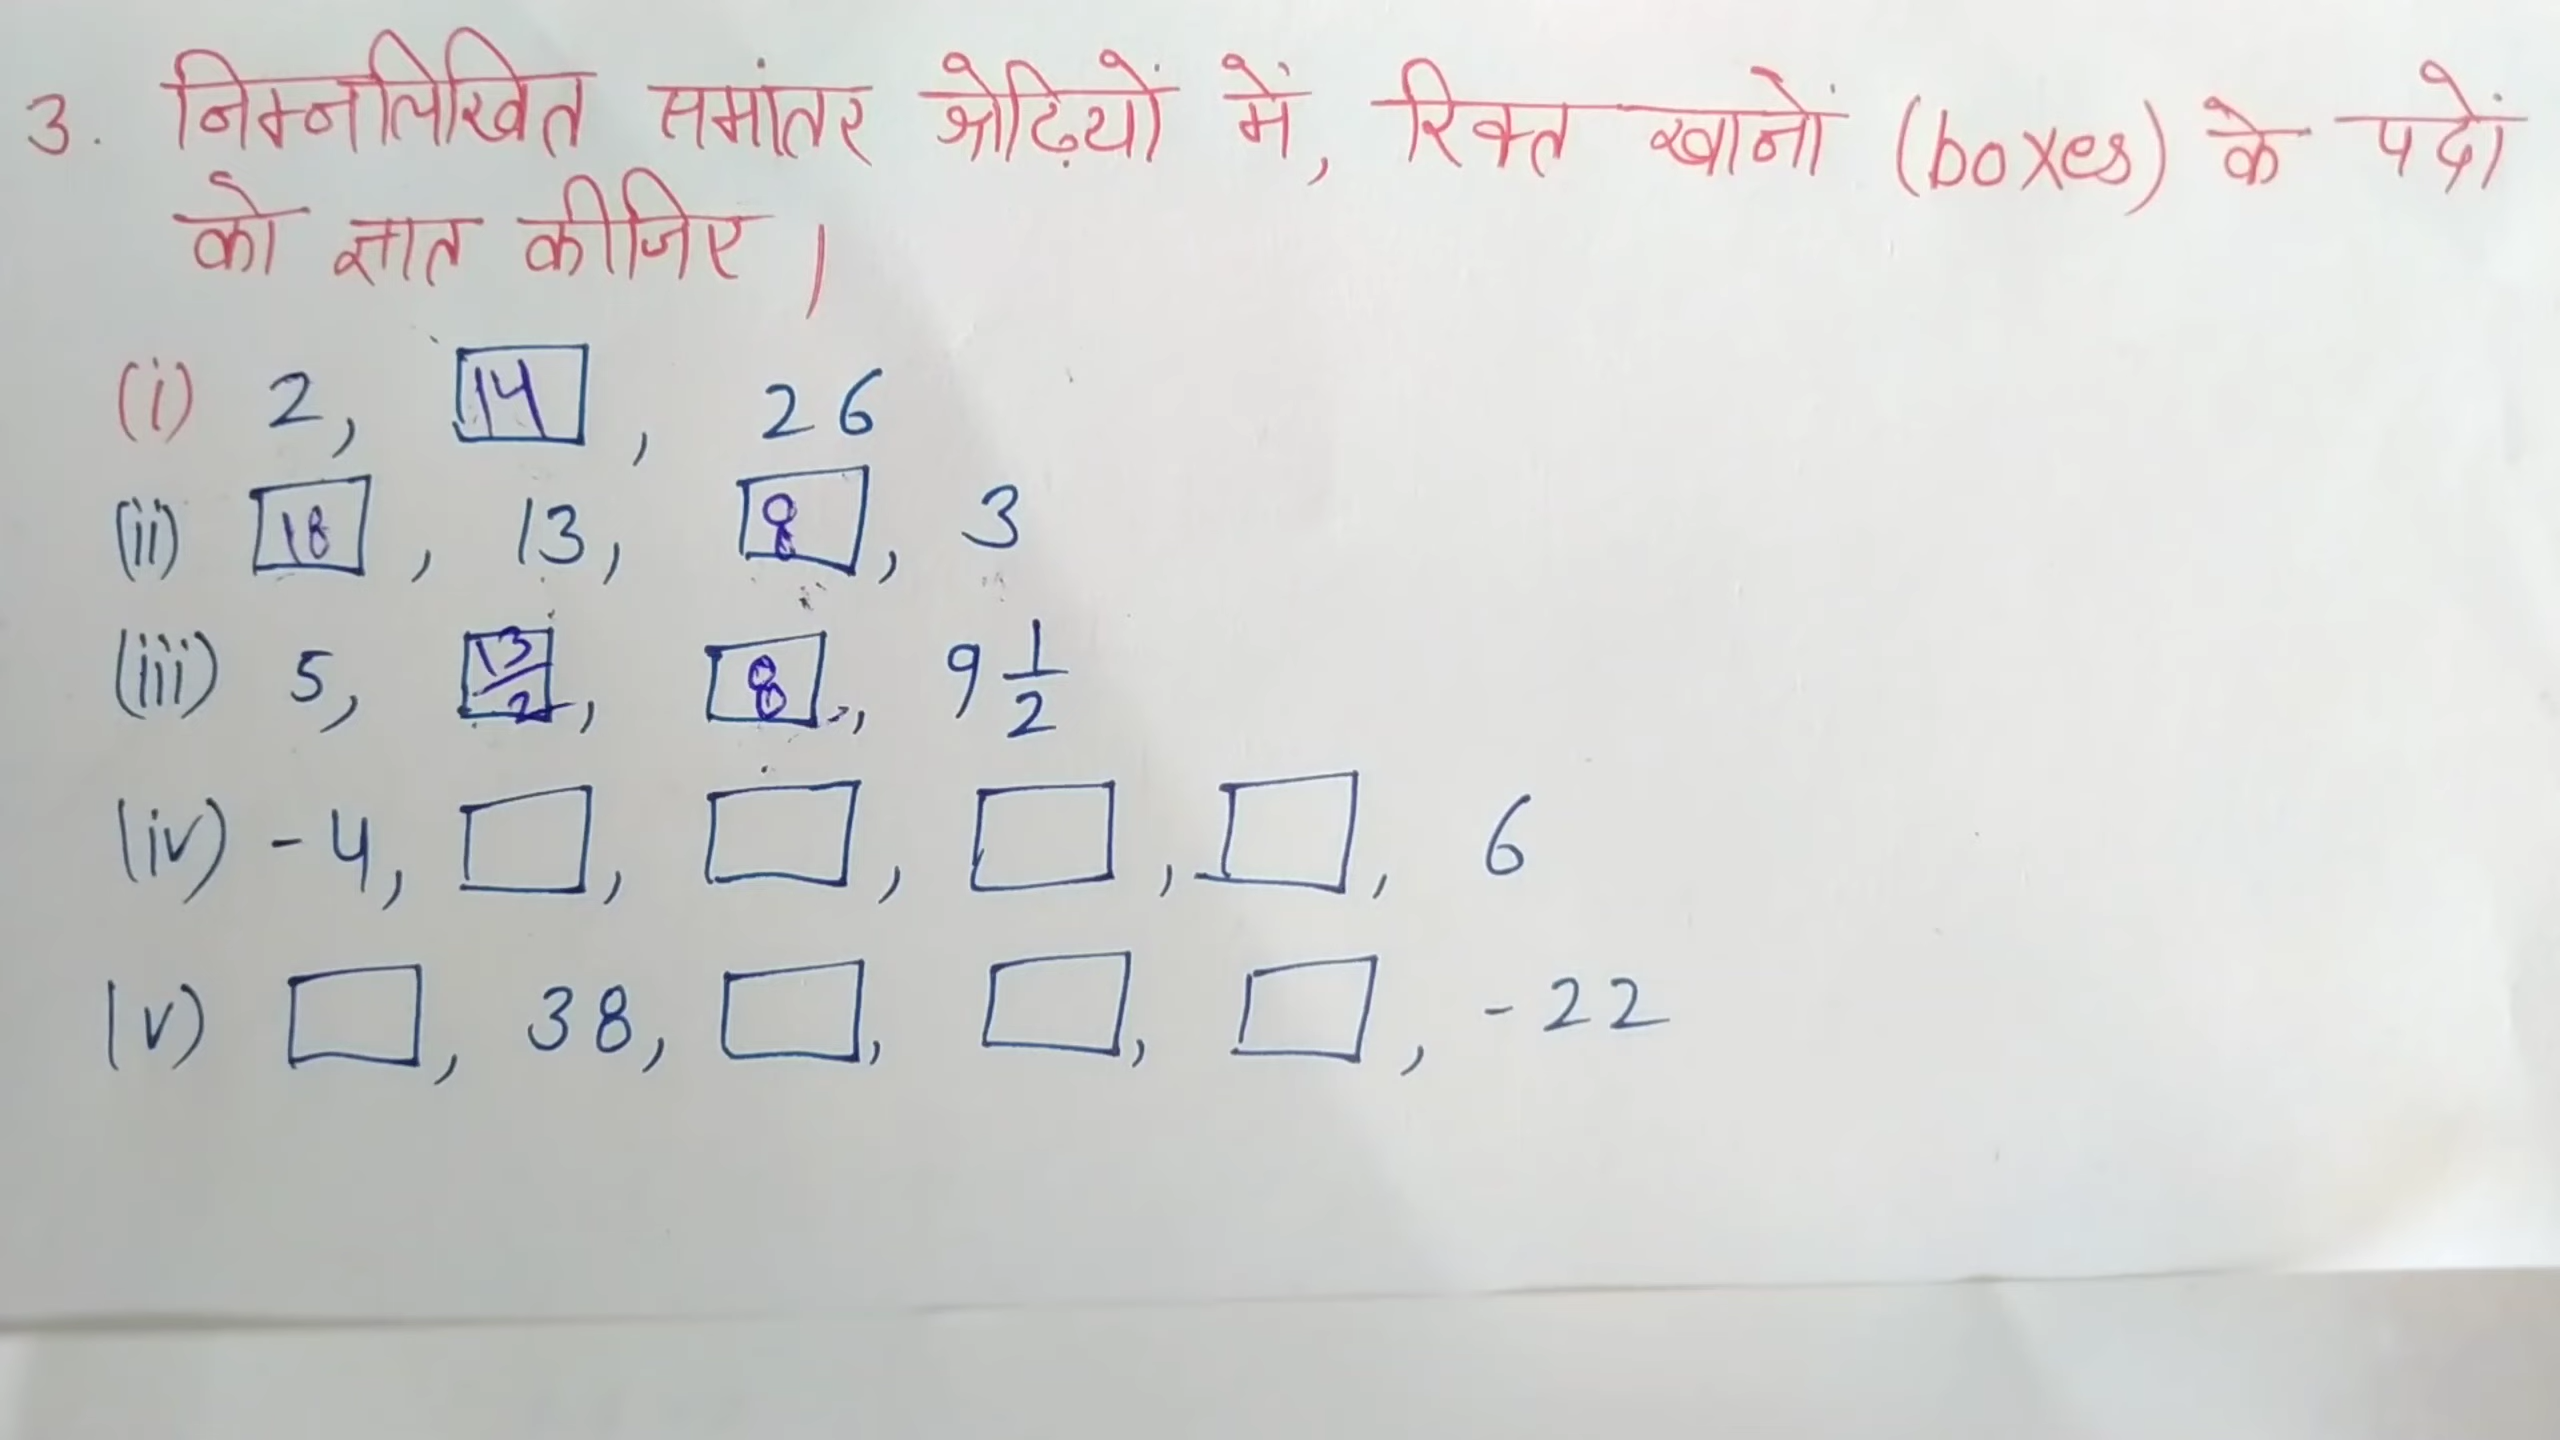 3. निम्नलिखित समांतर श्रेढ़ियों में, रिक्त खानों (boxes) के पदों
को ज्ञात कीजिए।
(i) 2, 14, 26
(ii) 18, 13, 8, 3
(iii) 5, 13/2, 8, 9 1/2
(iv) -4, □, □, □, □, 6
(v) □, 38, □, □, □, -22